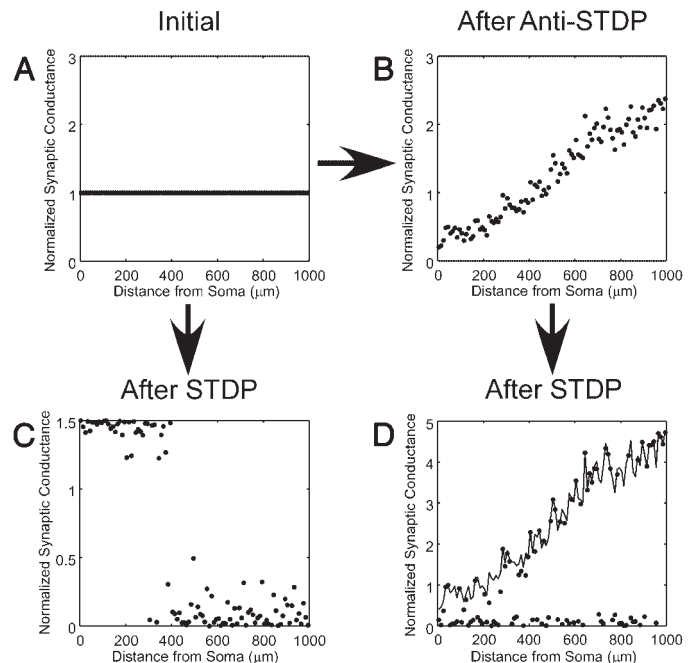 Initial
After Anti-STDP
A
Normalized Synaptic Conductance
3
2
1
0
0 200 400 600 800 1000
Distance from Soma (μm)
B
Normalized Synaptic Conductance
3
2
1
0
0 200 400 600 800 1000
Distance from Soma (μm)
After STDP
After STDP
C
Normalized Synaptic Conductance
1.5
1
0.5
0
0 200 400 600 800 1000
Distance from Soma (μm)
D
Normalized Synaptic Conductance
5
4
3
2
1
0
0 200 400 600 800 1000
Distance from Soma (μm)